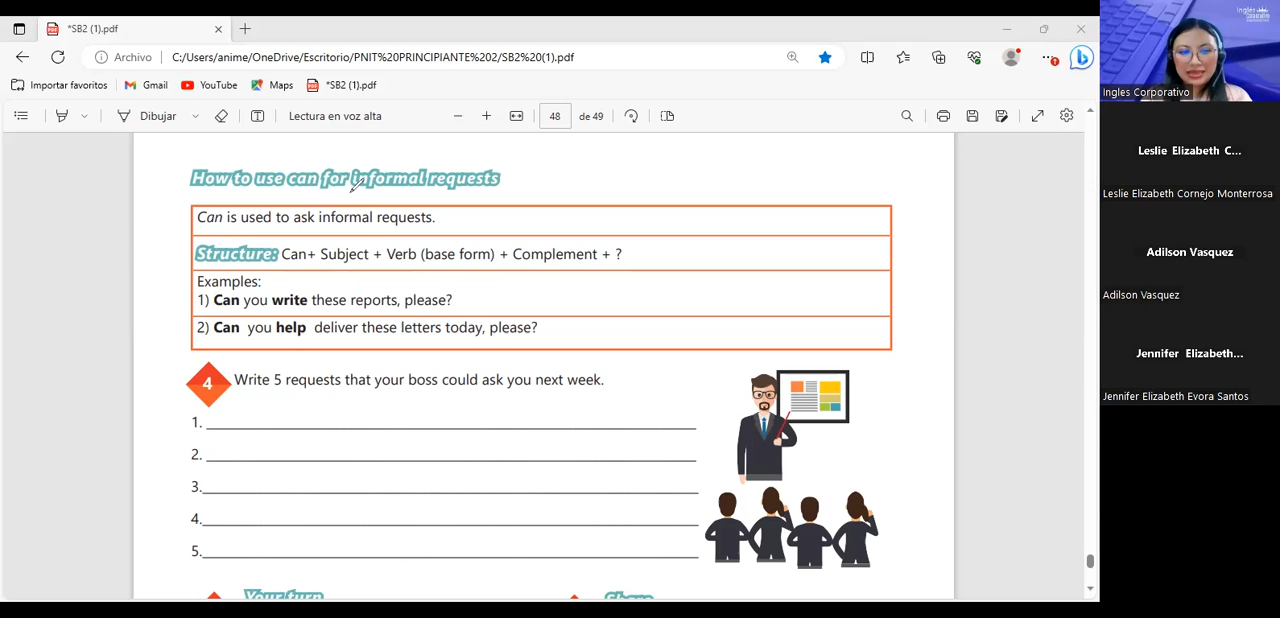 *SB2 (1).pdf
Archivo
C:/Users/anime/OneDrive/Escritorio/PNIT%20PRINCIPIANTE%202/SB2%20(1).pdf
Importar favoritos
Gmail
YouTube
Maps
*SB2 (1).pdf
Dibujar
Lectura en voz alta
48
de 49
How to use can for informal requests
Can is used to ask informal requests.
Structure: Can+ Subject + Verb (base form) + Complement + ?
Examples:
1) Can you write these reports, please?
2) Can you help deliver these letters today, please?
4 Write 5 requests that your boss could ask you next week.
1.
2.
3.
4.
5.
Your turn
Share
Ingles Corporativo
Leslie Elizabeth C...
Leslie Elizabeth Cornejo Monterrosa
Adilson Vasquez
Adilson Vasquez
Jennifer Elizabeth...
Jennifer Elizabeth Evora Santos